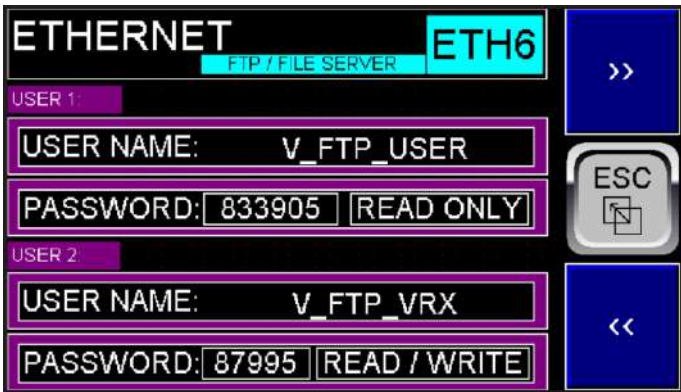 ETHERNET
ETH6
FTP / FILE SERVER
>>
USER 1:
USER NAME: V_FTP_USER
ESC
PASSWORD: 833905 READ ONLY
USER 2:
USER NAME: V_FTP_VRX
<<
PASSWORD: 87995 READ / WRITE